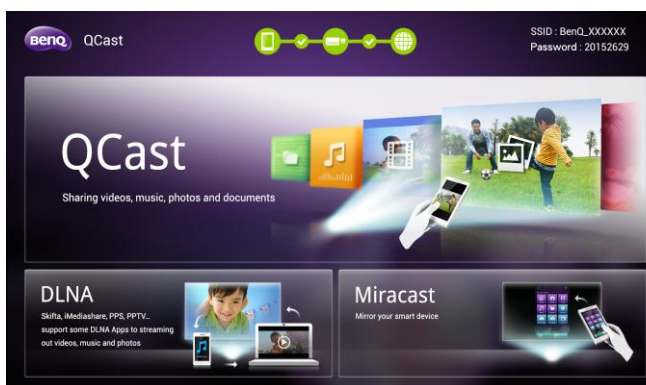 BenQ QCast
SSID : BenQ_XXXXXX
Password : 20152629
QCast
Sharing videos, music, photos and documents
DLNA
Skifta, iMediashare, PPS, PPTV...
support some DLNA Apps to streaming
out videos, music and photos
Miracast
Mirror your smart device